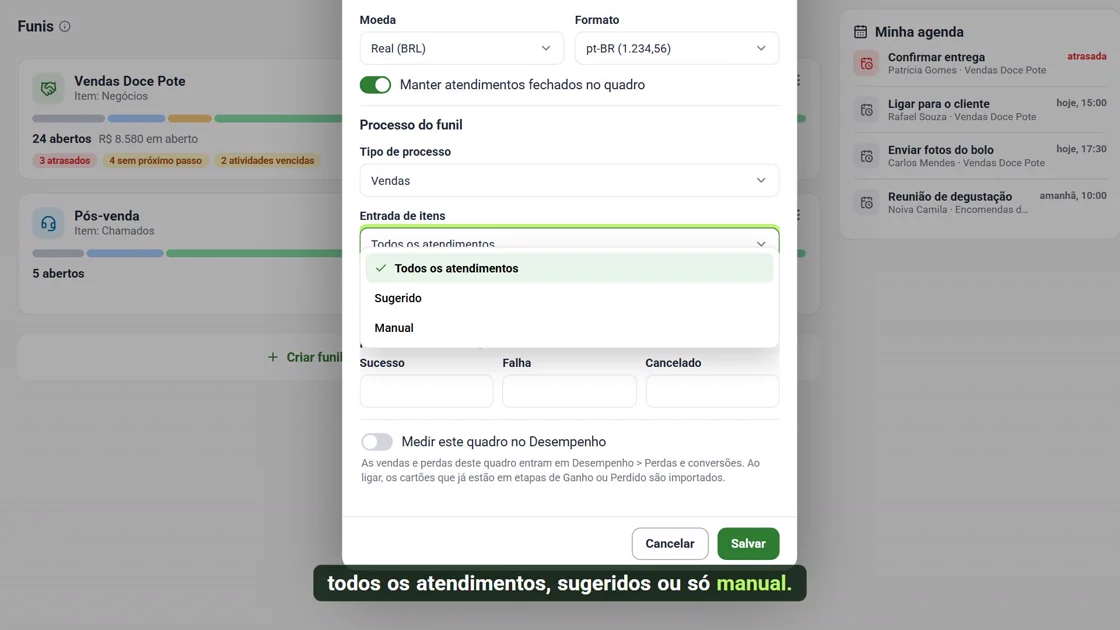 Funis
Vendas Doce Pote
Item: Negócios
24 abertos R$ 8.580 em aberto
3 atrasados 4 sem próximo passo 2 atividades vencidas
Pós-venda
Item: Chamados
5 abertos
+ Criar funil
Moeda
Formato
Real (BRL)
pt-BR (1.234,56)
Manter atendimentos fechados no quadro
Processo do funil
Tipo de processo
Vendas
Entrada de itens
Todos os atendimentos
Todos os atendimentos
Sugerido
Manual
Sucesso
Falha
Cancelado
Medir este quadro no Desempenho
As vendas e perdas deste quadro entram em Desempenho > Perdas e conversões. Ao
ligar, os cartões que já estão em etapas de Ganho ou Perdido são importados.
Cancelar
Salvar
Minha agenda
Confirmar entrega
atrasada
Patrícia Gomes · Vendas Doce Pote
Ligar para o cliente
hoje, 15:00
Rafael Souza · Vendas Doce Pote
Enviar fotos do bolo
hoje, 17:30
Carlos Mendes · Vendas Doce Pote
Reunião de degustação
amanhã, 10:00
Noiva Camila · Encomendas d...
todos os atendimentos, sugeridos ou só manual.